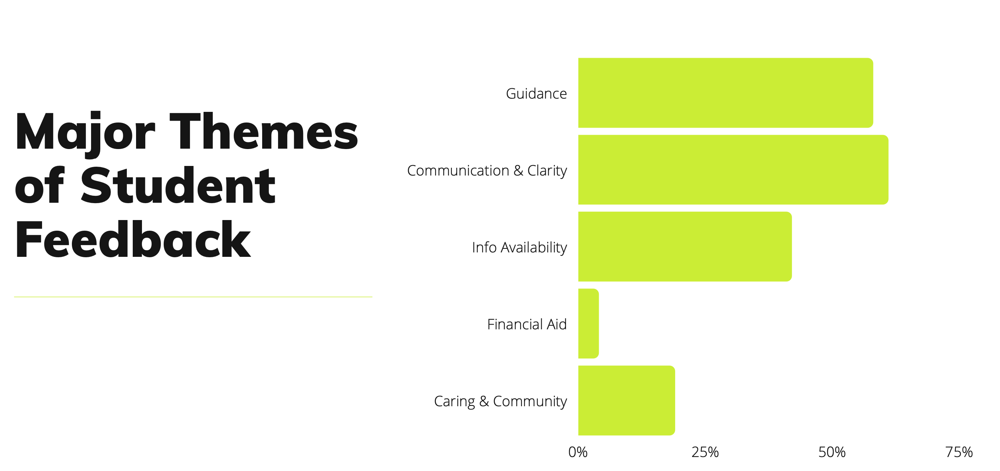 Major Themes
of Student
Feedback
Guidance
Communication & Clarity
Info Availability
Financial Aid
Caring & Community
0% 25% 50% 75%